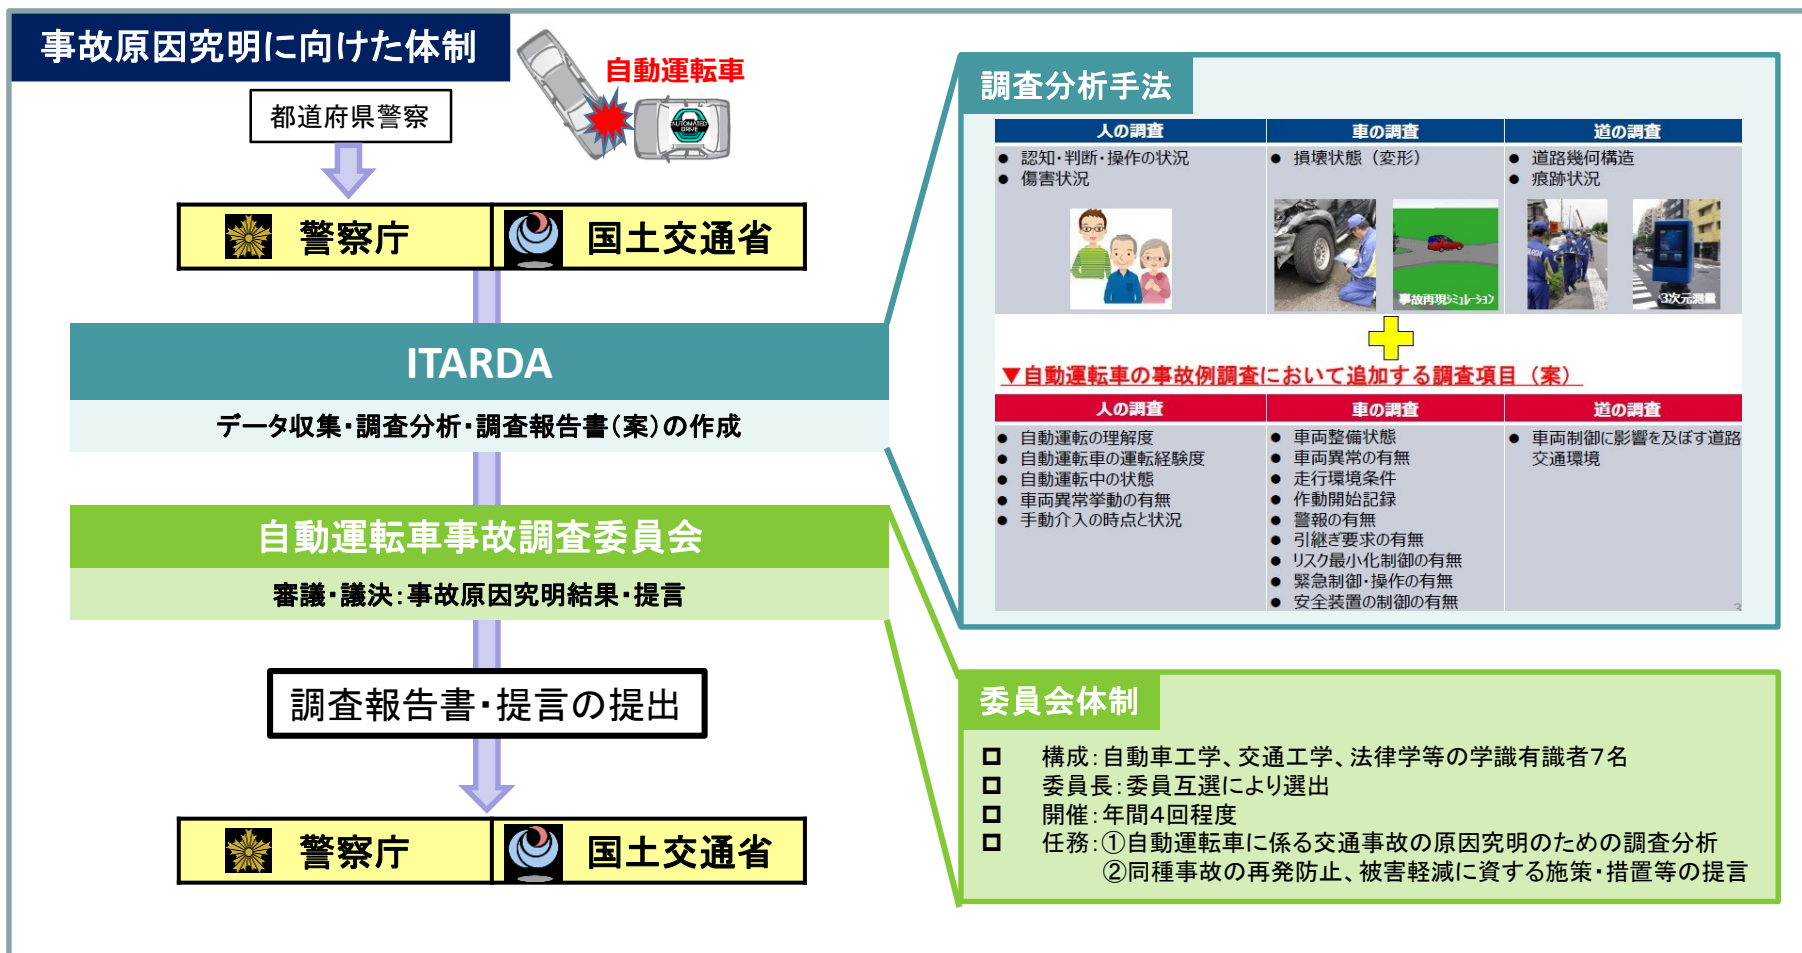 事故原因究明に向けた体制
自動運転車
AUTOMATED
DRIVE
都道府県警察
警察庁
国土交通省
ITARDA
データ収集・調査分析・調査報告書（案）の作成
自動運転車事故調査委員会
審議・議決：事故原因究明結果・提言
調査報告書・提言の提出
警察庁
国土交通省
調査分析手法
人の調査
車の調査
道の調査
● 認知・判断・操作の状況
● 傷害状況
● 損壊状態（変形）
● 道路幾何構造
● 痕跡状況
事故再現シミュレーション
3次元測量
▼自動運転車の事故例調査において追加する調査項目（案）
人の調査
車の調査
道の調査
● 自動運転の理解度
● 自動運転車の運転経験度
● 自動運転中の状態
● 車両異常挙動の有無
● 手動介入の時点と状況
● 車両整備状態
● 車両異常の有無
● 走行環境条件
● 作動開始記録
● 警報の有無
● 引継ぎ要求の有無
● リスク最小化制御の有無
● 緊急制御・操作の有無
● 安全装置の制御の有無
● 車両制御に影響を及ぼす道路
交通環境
3
委員会体制
構成：自動車工学、交通工学、法律学等の学識有識者７名
委員長：委員互選により選出
開催：年間４回程度
任務：①自動運転車に係る交通事故の原因究明のための調査分析
②同種事故の再発防止、被害軽減に資する施策・措置等の提言